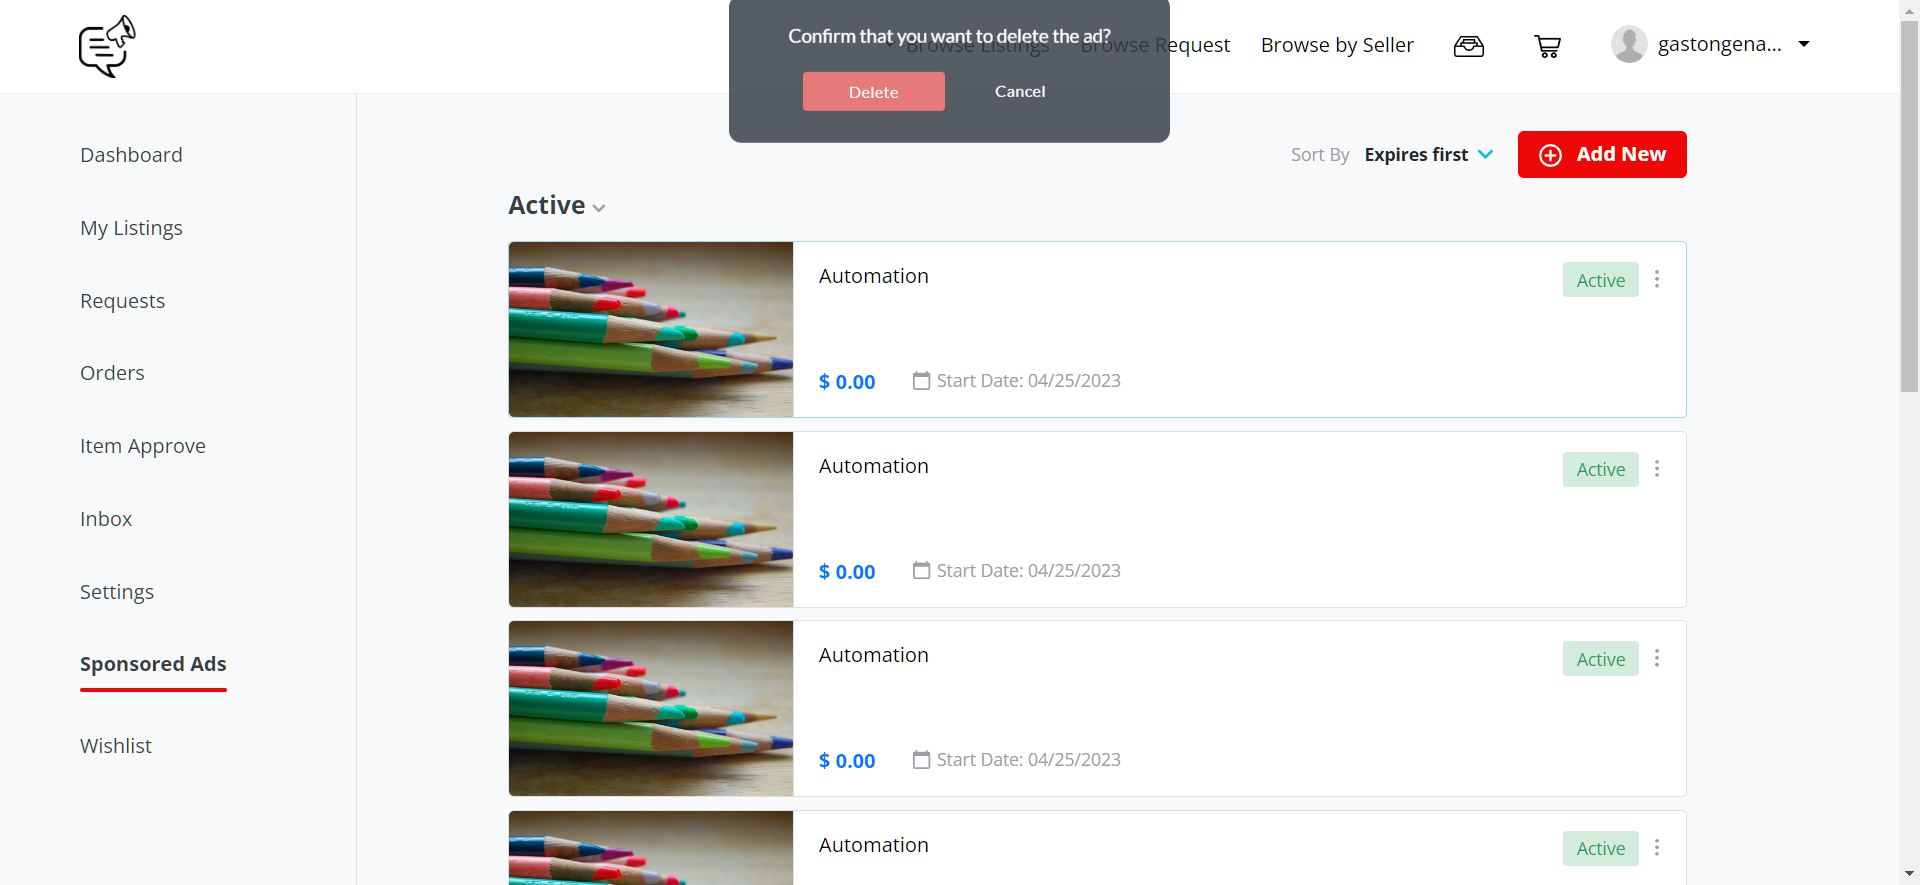 Confirm that you want to delete the ad?
Delete
Cancel
Browse Listings
Browse Request
Browse by Seller
gastongena...
Dashboard
My Listings
Requests
Orders
Item Approve
Inbox
Settings
Sponsored Ads
Wishlist
Sort By Expires first
Add New
Active
Automation
Active
$ 0.00
Start Date: 04/25/2023
Automation
Active
$ 0.00
Start Date: 04/25/2023
Automation
Active
$ 0.00
Start Date: 04/25/2023
Automation
Active